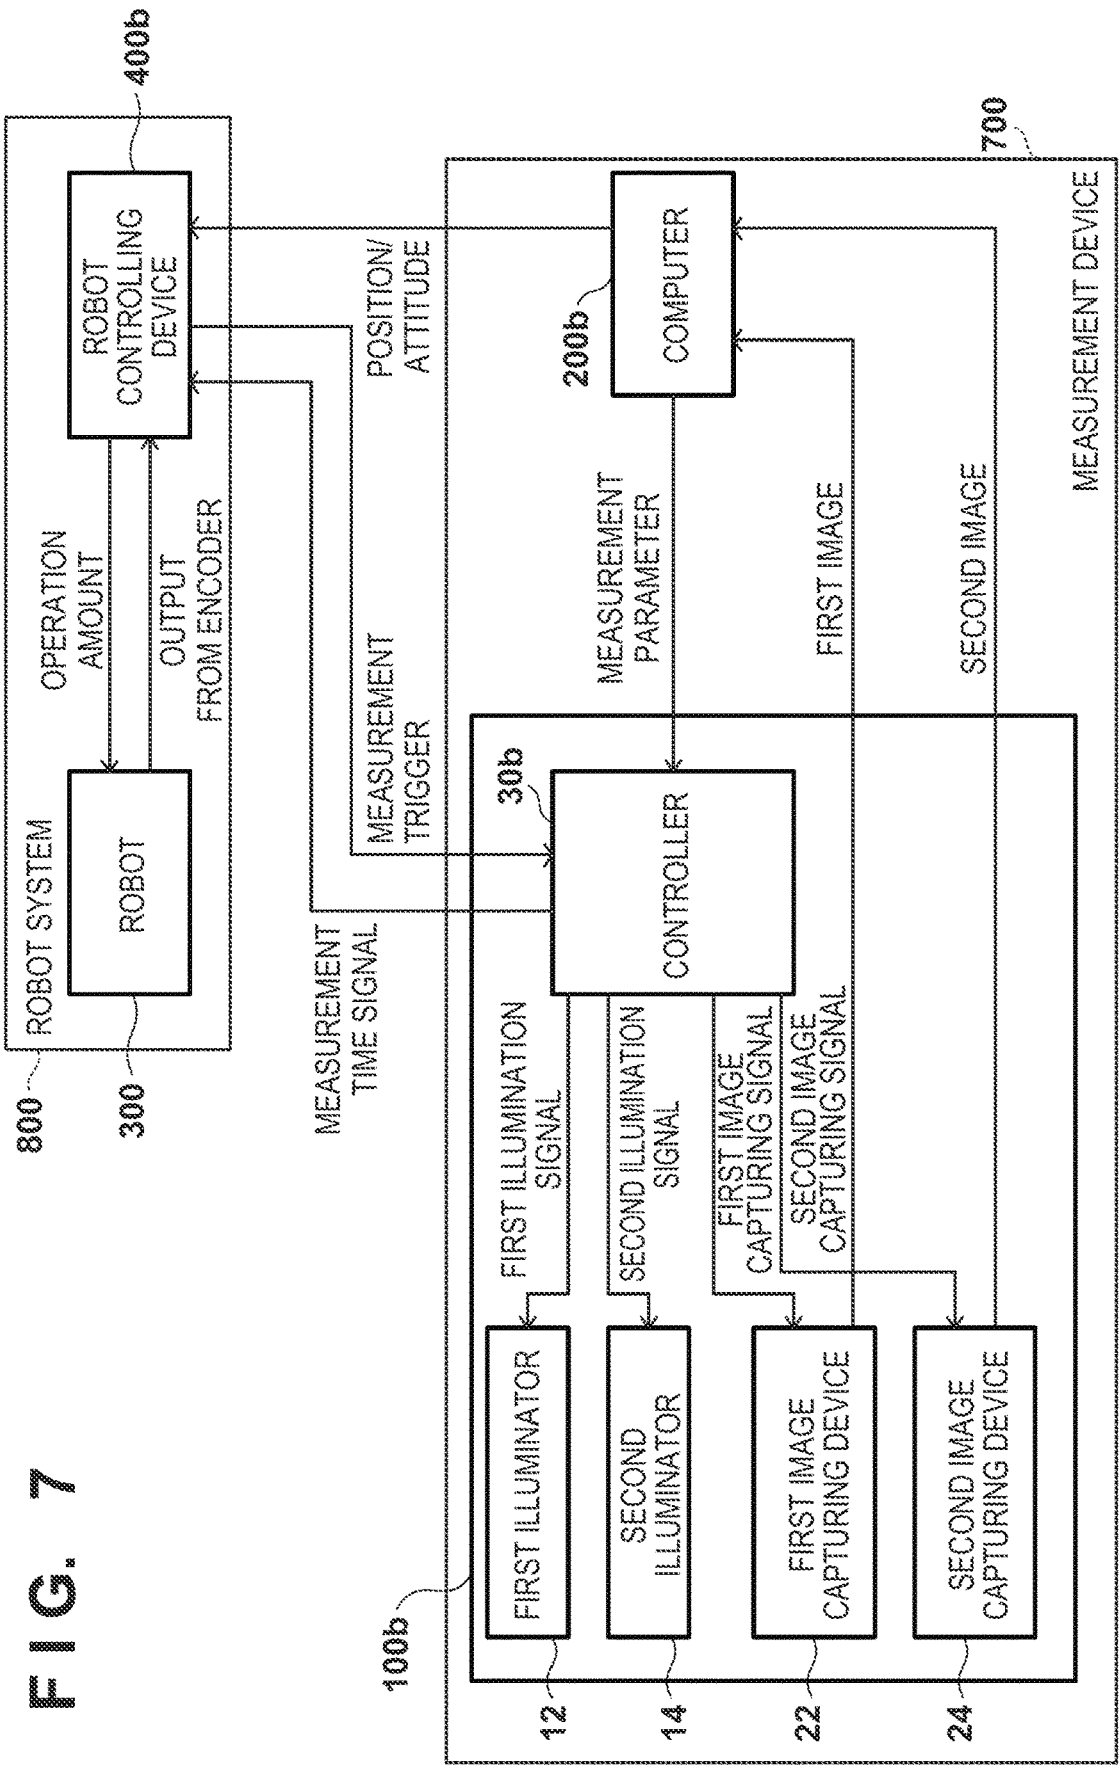 FIG. 7
800
ROBOT SYSTEM
300
ROBOT
OPERATION
AMOUNT
OUTPUT
FROM ENCODER
ROBOT
CONTROLLING
DEVICE
400b
MEASUREMENT
TIME SIGNAL
MEASUREMENT
TRIGGER
POSITION/
ATTITUDE
100b
12
FIRST ILLUMINATOR
14
SECOND
ILLUMINATOR
22
FIRST IMAGE
CAPTURING DEVICE
24
SECOND IMAGE
CAPTURING DEVICE
FIRST ILLUMINATION
SIGNAL
SECOND ILLUMINATION
SIGNAL
FIRST IMAGE
CAPTURING SIGNAL
SECOND IMAGE
CAPTURING SIGNAL
30b
CONTROLLER
MEASUREMENT
PARAMETER
FIRST IMAGE
SECOND IMAGE
200b
COMPUTER
MEASUREMENT DEVICE
700